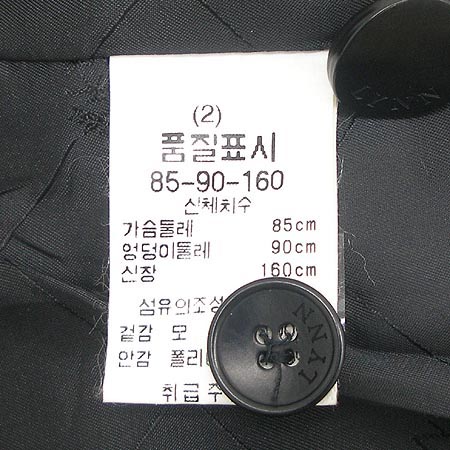 (2)
품질표시
85-90-160
신체치수
가슴둘레 85cm
엉덩이둘레 90cm
신장 160cm
섬유의조성
겉감 모
안감 폴리
취급주
LYNN
LYNN